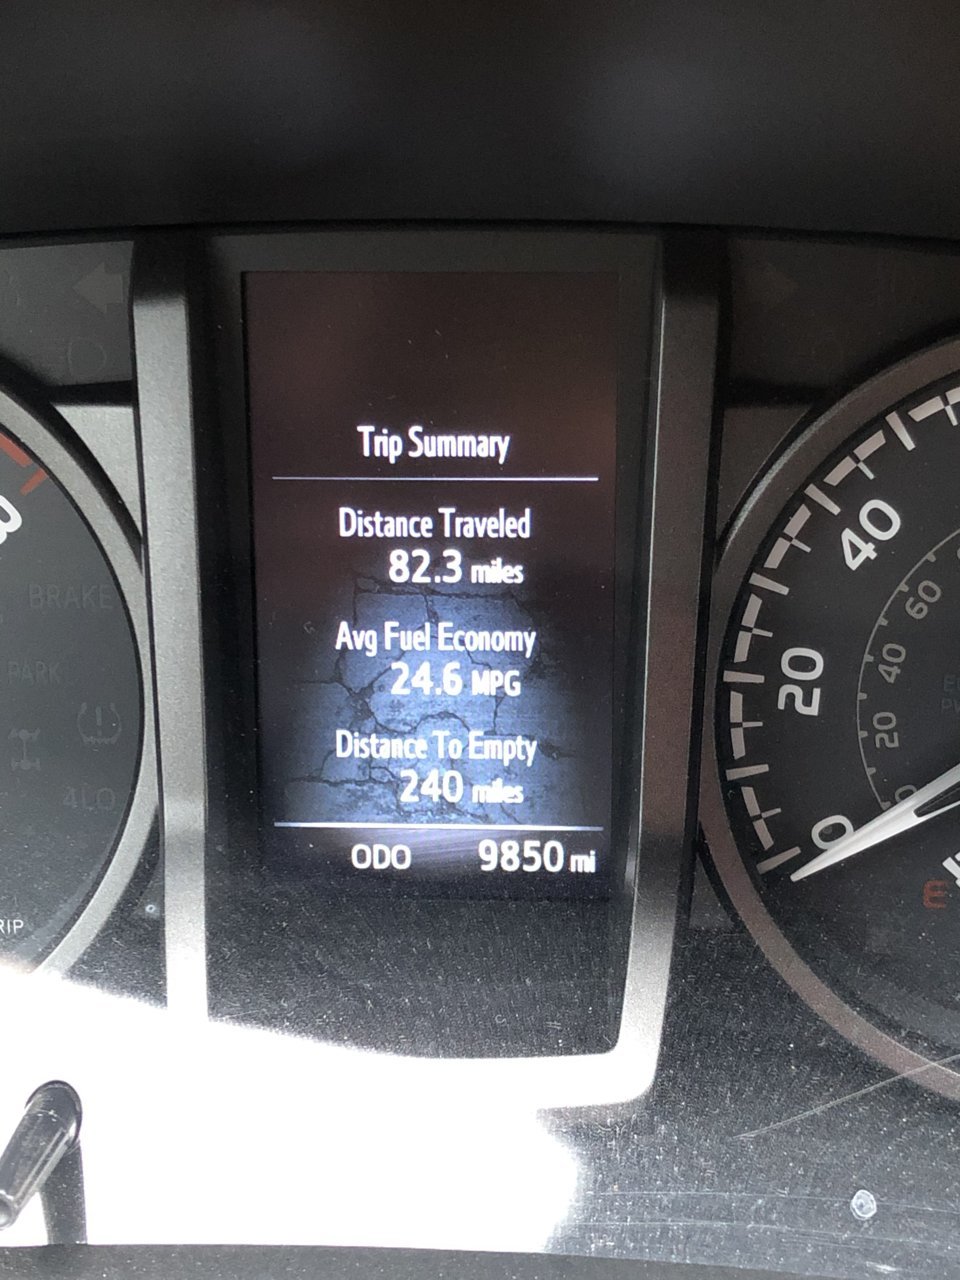 Trip Summary
Distance Traveled
82.3 miles
Avg Fuel Economy
24.6 MPG
Distance To Empty
240 miles
ODO 9850 mi
8
BRAKE
PARK
4LO
RIP
40
20
0
60
40
20
E